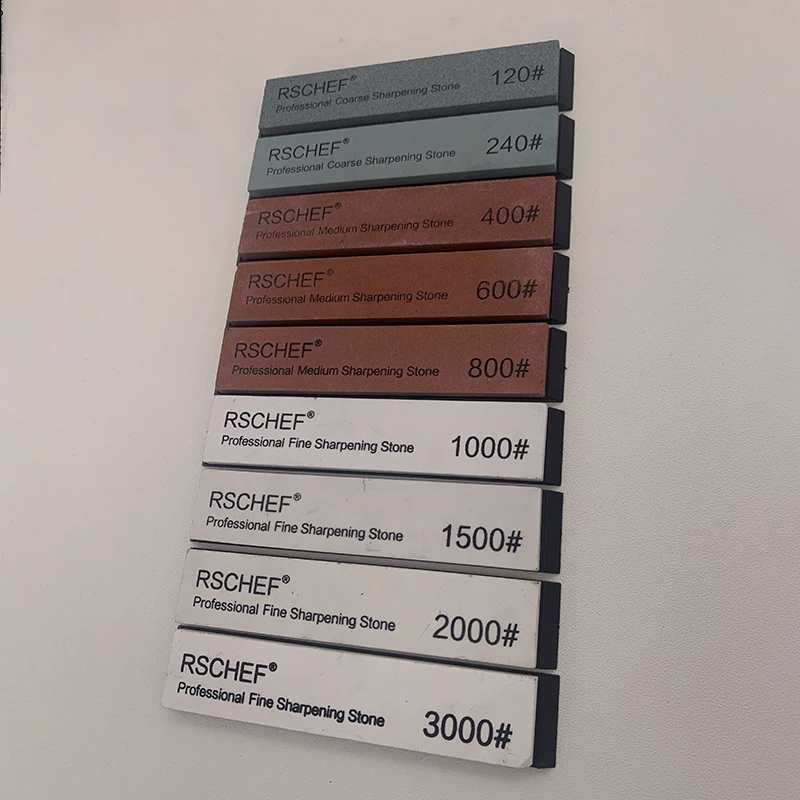 RSCHEF®
Professional Coarse Sharpening Stone
120#
RSCHEF®
Professional Coarse Sharpening Stone
240#
RSCHEF®
Professional Medium Sharpening Stone
400#
RSCHEF®
Professional Medium Sharpening Stone
600#
RSCHEF®
Professional Medium Sharpening Stone
800#
RSCHEF®
Professional Fine Sharpening Stone
1000#
RSCHEF®
Professional Fine Sharpening Stone
1500#
RSCHEF®
Professional Fine Sharpening Stone
2000#
RSCHEF®
Professional Fine Sharpening Stone
3000#